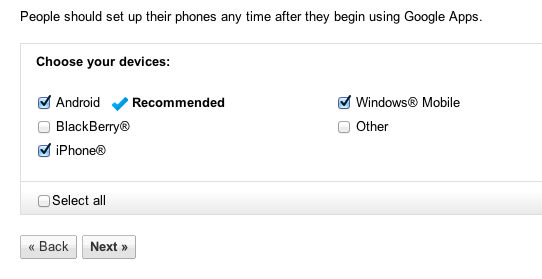 People should set up their phones any time after they begin using Google Apps.
Choose your devices:
Android Recommended Windows® Mobile
BlackBerry® Other
iPhone®
Select all
« Back Next »